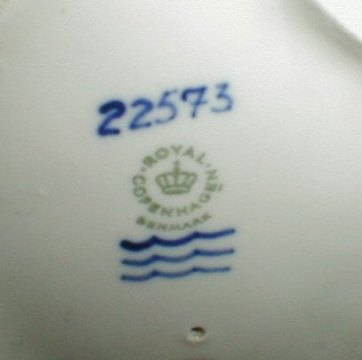 22573
ROYAL
COPENHAGEN
DENMARK